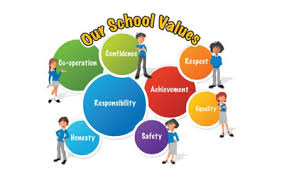 Our School Values
Confidence
Co-operation
Respect
Achievement
Responsibility
Equality
Honesty
Safety